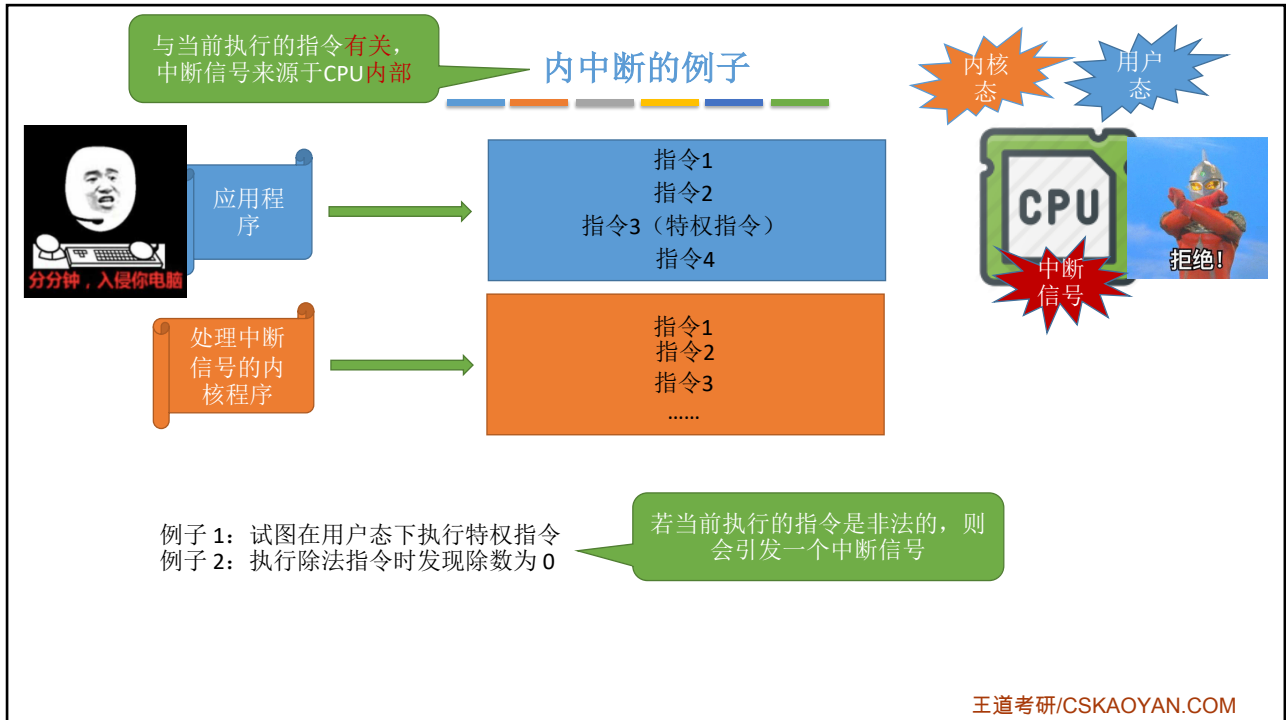 与当前执行的指令有关，
中断信号来源于CPU内部
内中断的例子
内核
态
用户
态
分分钟，入侵你电脑
应用程
序
指令1
指令2
指令3（特权指令）
指令4
CPU
拒绝！
中断
信号
处理中断
信号的内
核程序
指令1
指令2
指令3
……
例子 1：试图在用户态下执行特权指令
例子 2：执行除法指令时发现除数为 0
若当前执行的指令是非法的，则
会引发一个中断信号
王道考研/CSKAOYAN.COM